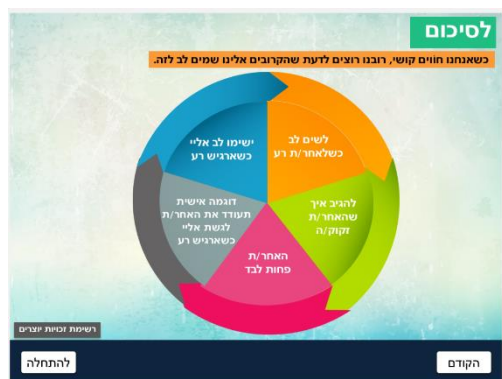 לסיכום
כשאנחנו חווים קושי, רובנו רוצים לדעת שהקרובים אלינו שמים לב לזה.
לשים לב
כשלאחר/ת רע
להגיב איך
שהאחר/ת
זקוק/ה
האחר/ת
פחות לבד
דוגמה אישית
תעודד את האחר/ת
לגשת אליי
כשארגיש רע
ישימו לב אליי
כשארגיש רע
רשימת זכויות יוצרים
הקודם
להתחלה